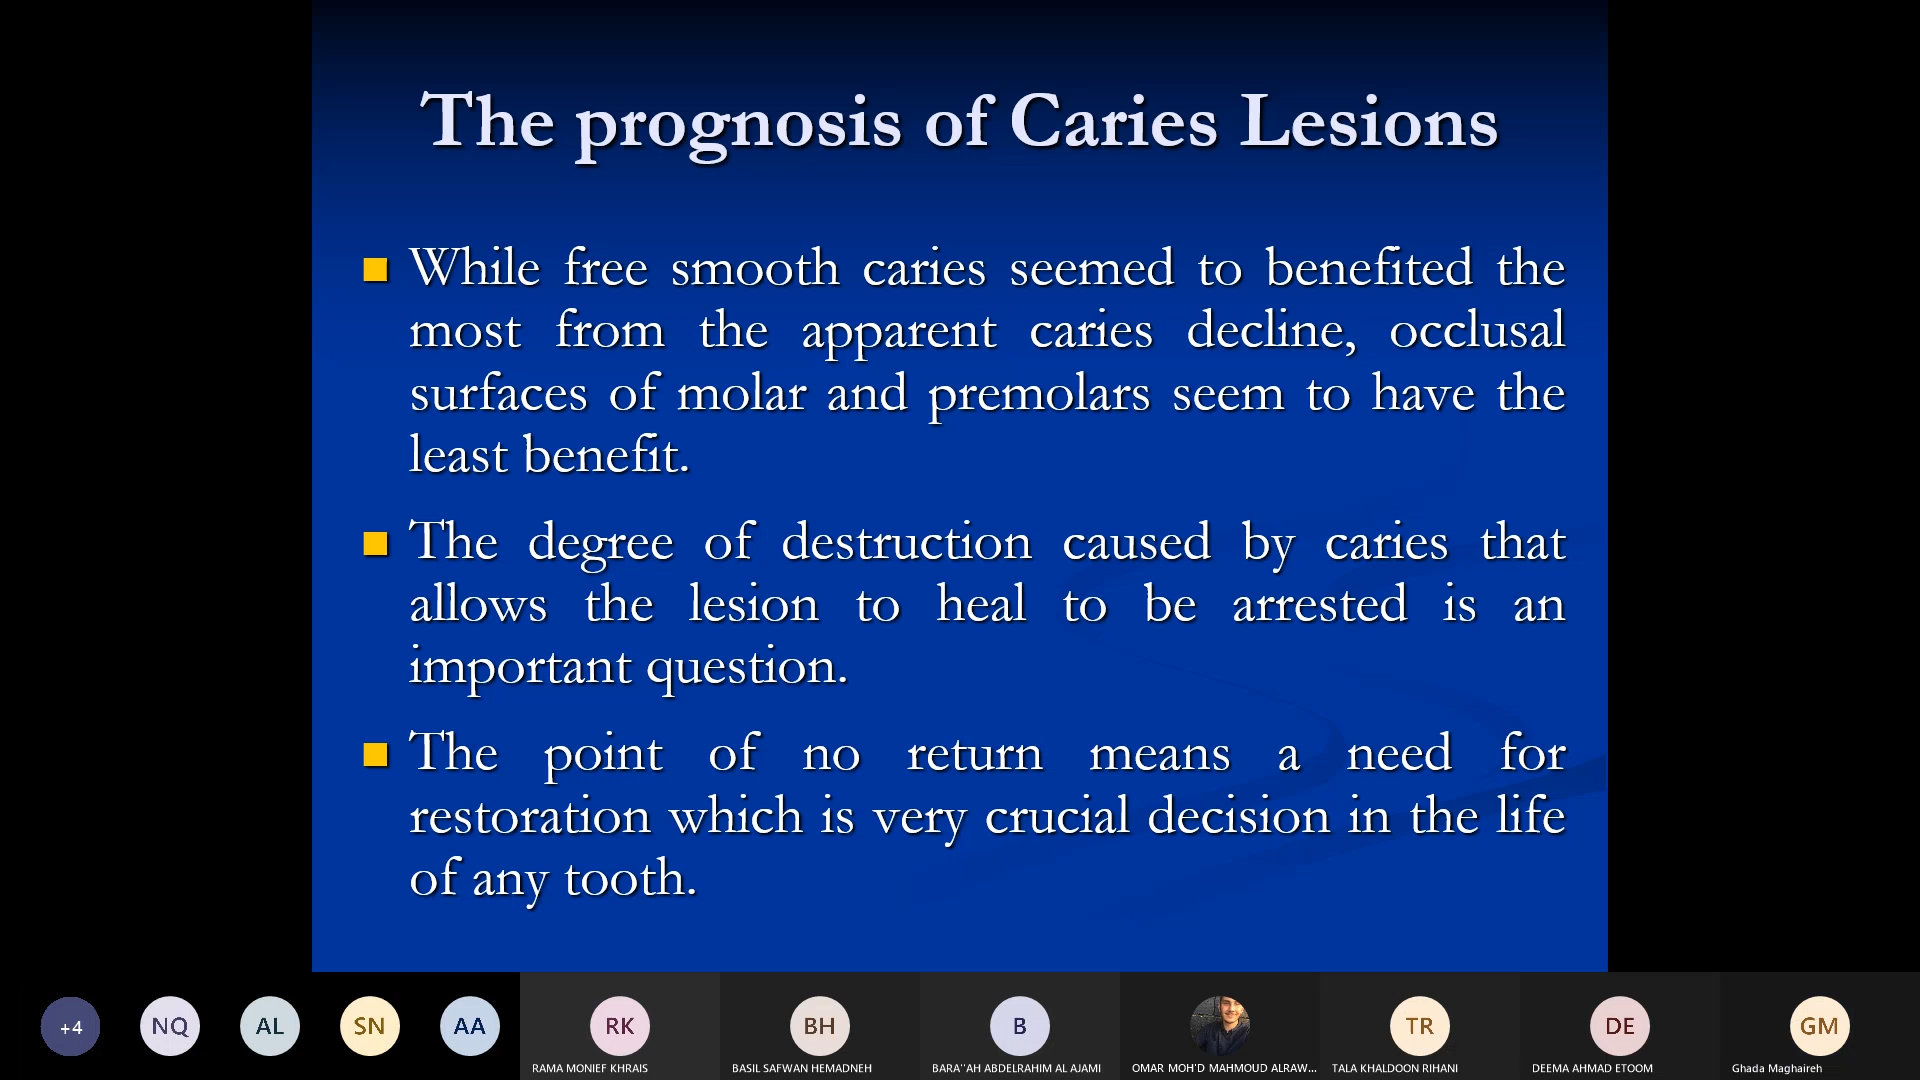 The prognosis of Caries Lesions
While free smooth caries seemed to benefited the
most from the apparent caries decline, occlusal
surfaces of molar and premolars seem to have the
least benefit.
The degree of destruction caused by caries that
allows the lesion to heal to be arrested is an
important question.
The point of no return means a need for
restoration which is very crucial decision in the life
of any tooth.
+4
NQ
AL
SN
AA
RK
BH
B
TR
DE
GM
RAMA MONIEF KHRAIS
BASIL SAFWAN HEMADNEH
BARA''AH ABDELRAHIM AL AJAMI
OMAR MOH'D MAHMOUD ALRAW...
TALA KHALDOON RIHANI
DEEMA AHMAD ETOOM
Ghada Maghaireh